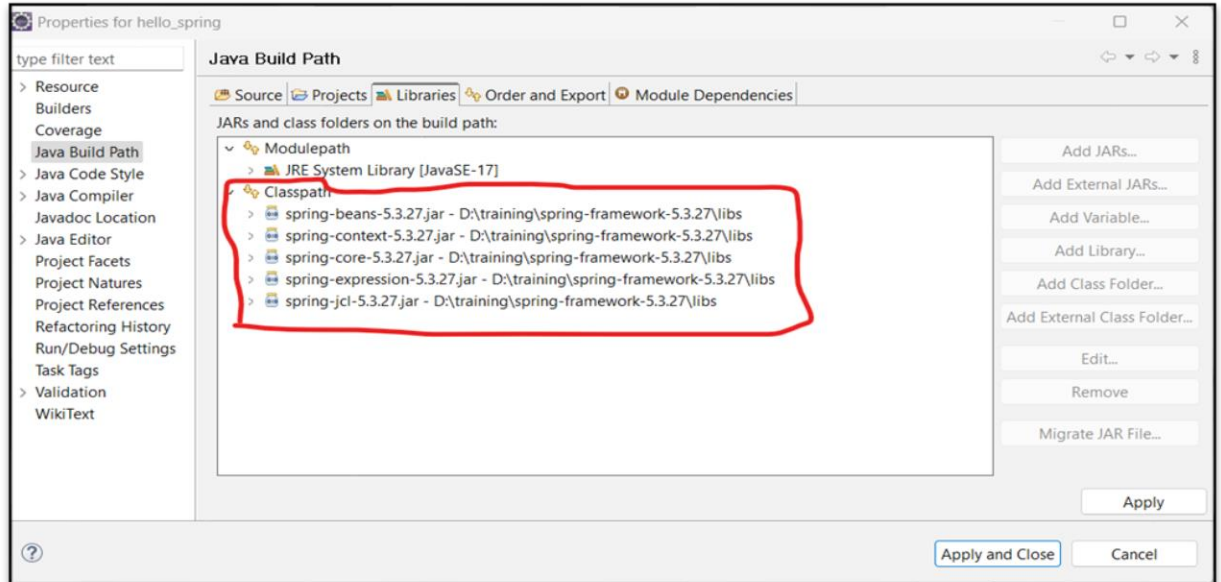 Properties for hello_spring
type filter text
Resource
Builders
Coverage
Java Build Path
Java Code Style
Java Compiler
Javadoc Location
Java Editor
Project Facets
Project Natures
Project References
Refactoring History
Run/Debug Settings
Task Tags
Validation
WikiText
Java Build Path
Source Projects Libraries Order and Export Module Dependencies
JARs and class folders on the build path:
Modulepath
JRE System Library [JavaSE-17]
Classpath
spring-beans-5.3.27.jar - D:\training\spring-framework-5.3.27\libs
spring-context-5.3.27.jar - D:\training\spring-framework-5.3.27\libs
spring-core-5.3.27.jar - D:\training\spring-framework-5.3.27\libs
spring-expression-5.3.27.jar - D:\training\spring-framework-5.3.27\libs
spring-jcl-5.3.27.jar - D:\training\spring-framework-5.3.27\libs
Add JARs...
Add External JARs...
Add Variable...
Add Library...
Add Class Folder...
Add External Class Folder...
Edit...
Remove
Migrate JAR File...
Apply
Apply and Close Cancel